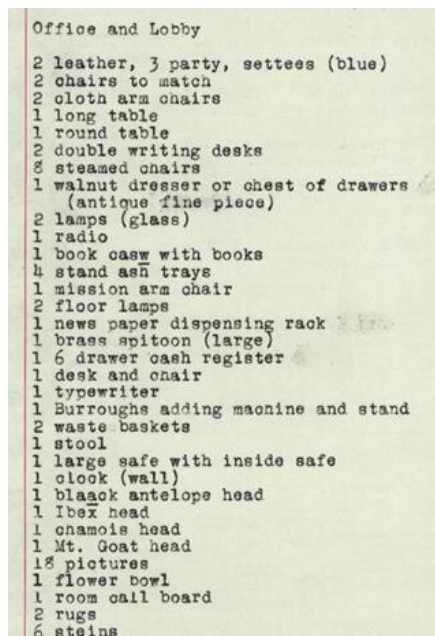 Office and Lobby
2 leather, 3 party, settees (blue)
2 chairs to match
2 cloth arm chairs
1 long table
1 round table
2 double writing desks
8 steamed chairs
1 walnut dresser or chest of drawers
(antique fine piece)
2 lamps (glass)
1 radio
1 book casw with books
4 stand ash trays
1 mission arm chair
2 floor lamps
1 news paper dispensing rack
1 brass spitoon (large)
1 6 drawer cash register
1 desk and chair
1 typewriter
1 Burroughs adding machine and stand
2 waste baskets
1 stool
1 large safe with inside safe
1 clock (wall)
1 blaack antelope head
1 Ibex head
1 chamois head
1 Mt. Goat head
18 pictures
1 flower bowl
1 room call board
2 rugs
6 steins